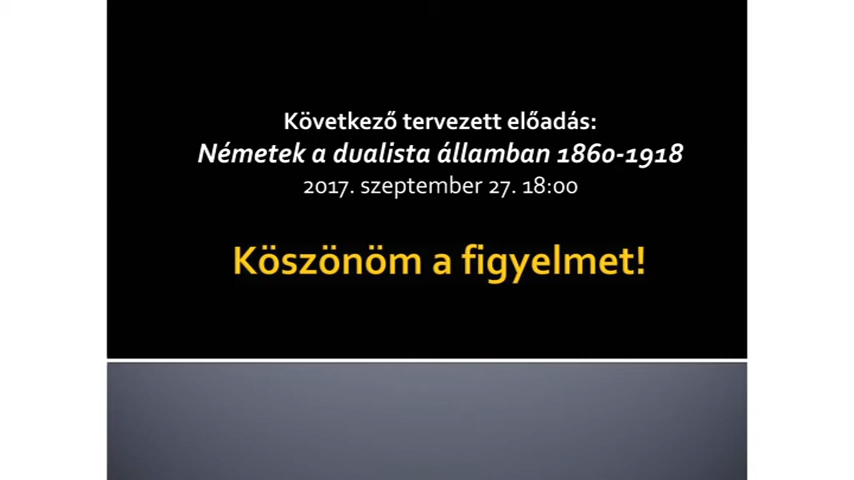 Következő tervezett előadás:
Németek a dualista államban 1860-1918
2017. szeptember 27. 18:00
Köszönöm a figyelmet!